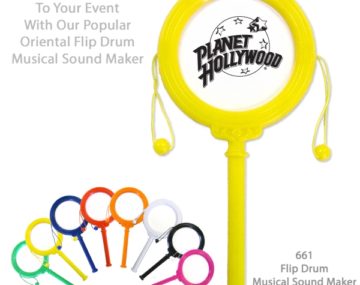 To Your Event
With Our Popular
Oriental Flip Drum
Musical Sound Maker
PLANET
HOLLYWOOD
661
Flip Drum
Musical Sound Maker